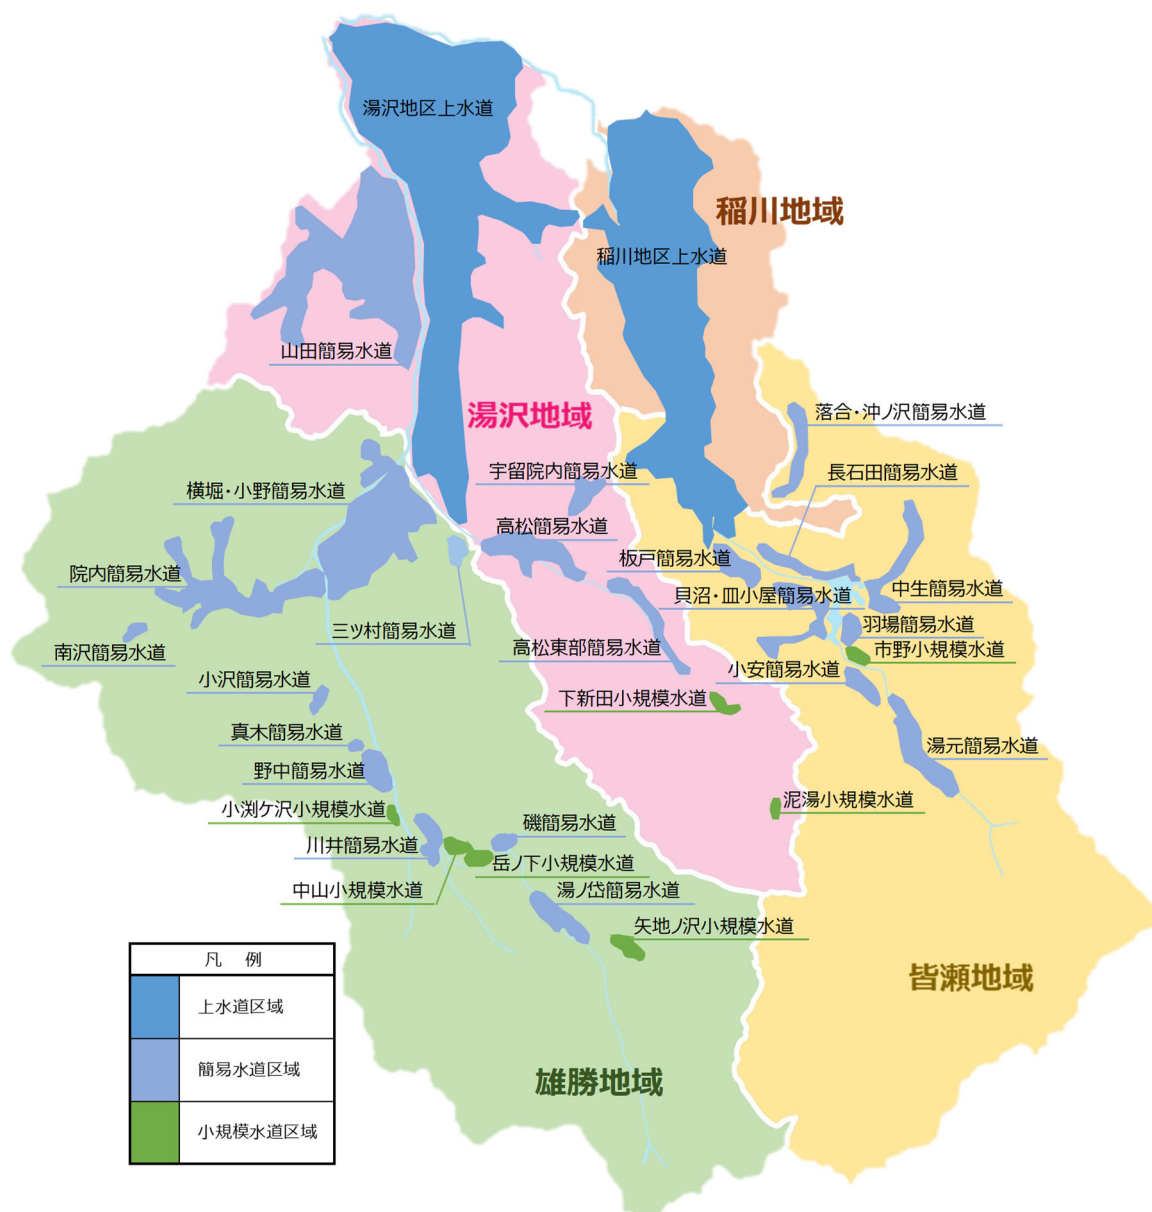 湯沢地区上水道
稲川地域
稲川地区上水道
山田簡易水道
湯沢地域
落合・沖ノ沢簡易水道
宇留院内簡易水道
長石田簡易水道
横堀・小野簡易水道
高松簡易水道
板戸簡易水道
院内簡易水道
貝沼・皿小屋簡易水道
中生簡易水道
三ツ村簡易水道
羽場簡易水道
南沢簡易水道
高松東部簡易水道
市野小規模水道
小安簡易水道
小沢簡易水道
下新田小規模水道
真木簡易水道
湯元簡易水道
野中簡易水道
小渕ケ沢小規模水道
泥湯小規模水道
磯簡易水道
川井簡易水道
岳ノ下小規模水道
中山小規模水道
湯ノ岱簡易水道
矢地ノ沢小規模水道
皆瀬地域
雄勝地域
凡 例
上水道区域
簡易水道区域
小規模水道区域